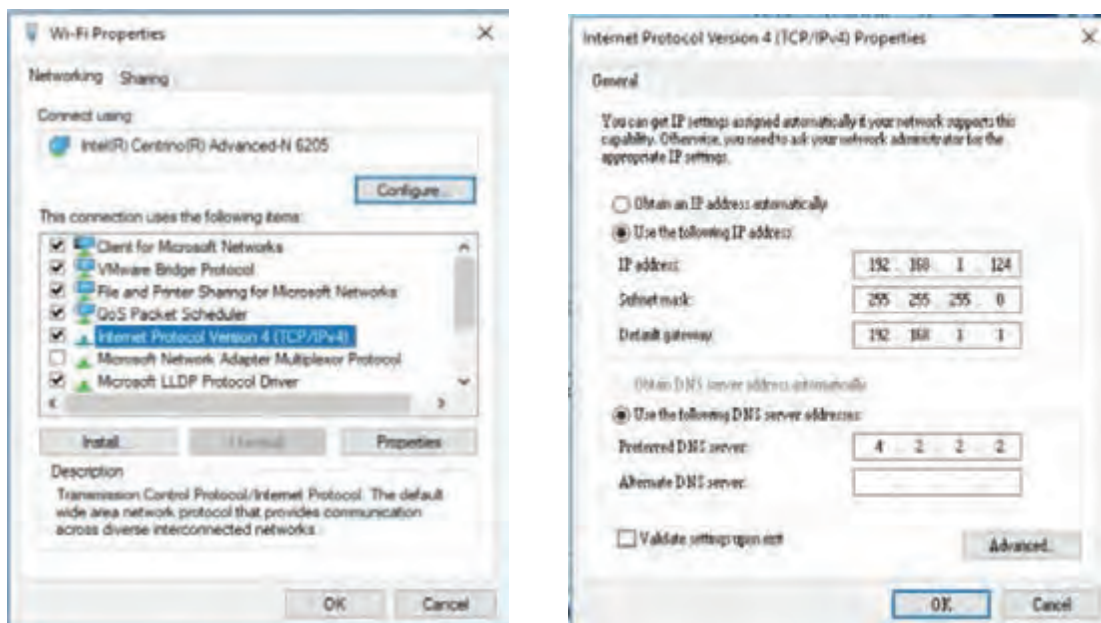 Wi-Fi Properties
Networking
Sharing
Connect using:
Intel(R) Centrino(R) Advanced-N 6205
Configure...
This connection uses the following items:
Client for Microsoft Networks
VMware Bridge Protocol
File and Printer Sharing for Microsoft Networks
QoS Packet Scheduler
Internet Protocol Version 4 (TCP/IPv4)
Microsoft Network Adapter Multiplexor Protocol
Microsoft LLDP Protocol Driver
Install...
Properties
Description
Transmission Control Protocol/Internet Protocol. The default
wide area network protocol that provides communication
across diverse interconnected networks.
OK
Cancel
Internet Protocol Version 4 (TCP/IPv4) Properties
General
You can get IP settings assigned automatically if your network supports this
capability. Otherwise, you need to ask your network administrator for the
appropriate IP settings.
Obtain an IP address automatically
Use the following IP address:
IP address: 192 . 168 . 1 . 124
Subnet mask: 255 . 255 . 255 . 0
Default gateway: 192 . 168 . 1 . 1
Obtain DNS server address automatically
Use the following DNS server addresses:
Preferred DNS server: 4 . 2 . 2 . 2
Alternate DNS server:
Validate settings upon exit
Advanced...
OK
Cancel